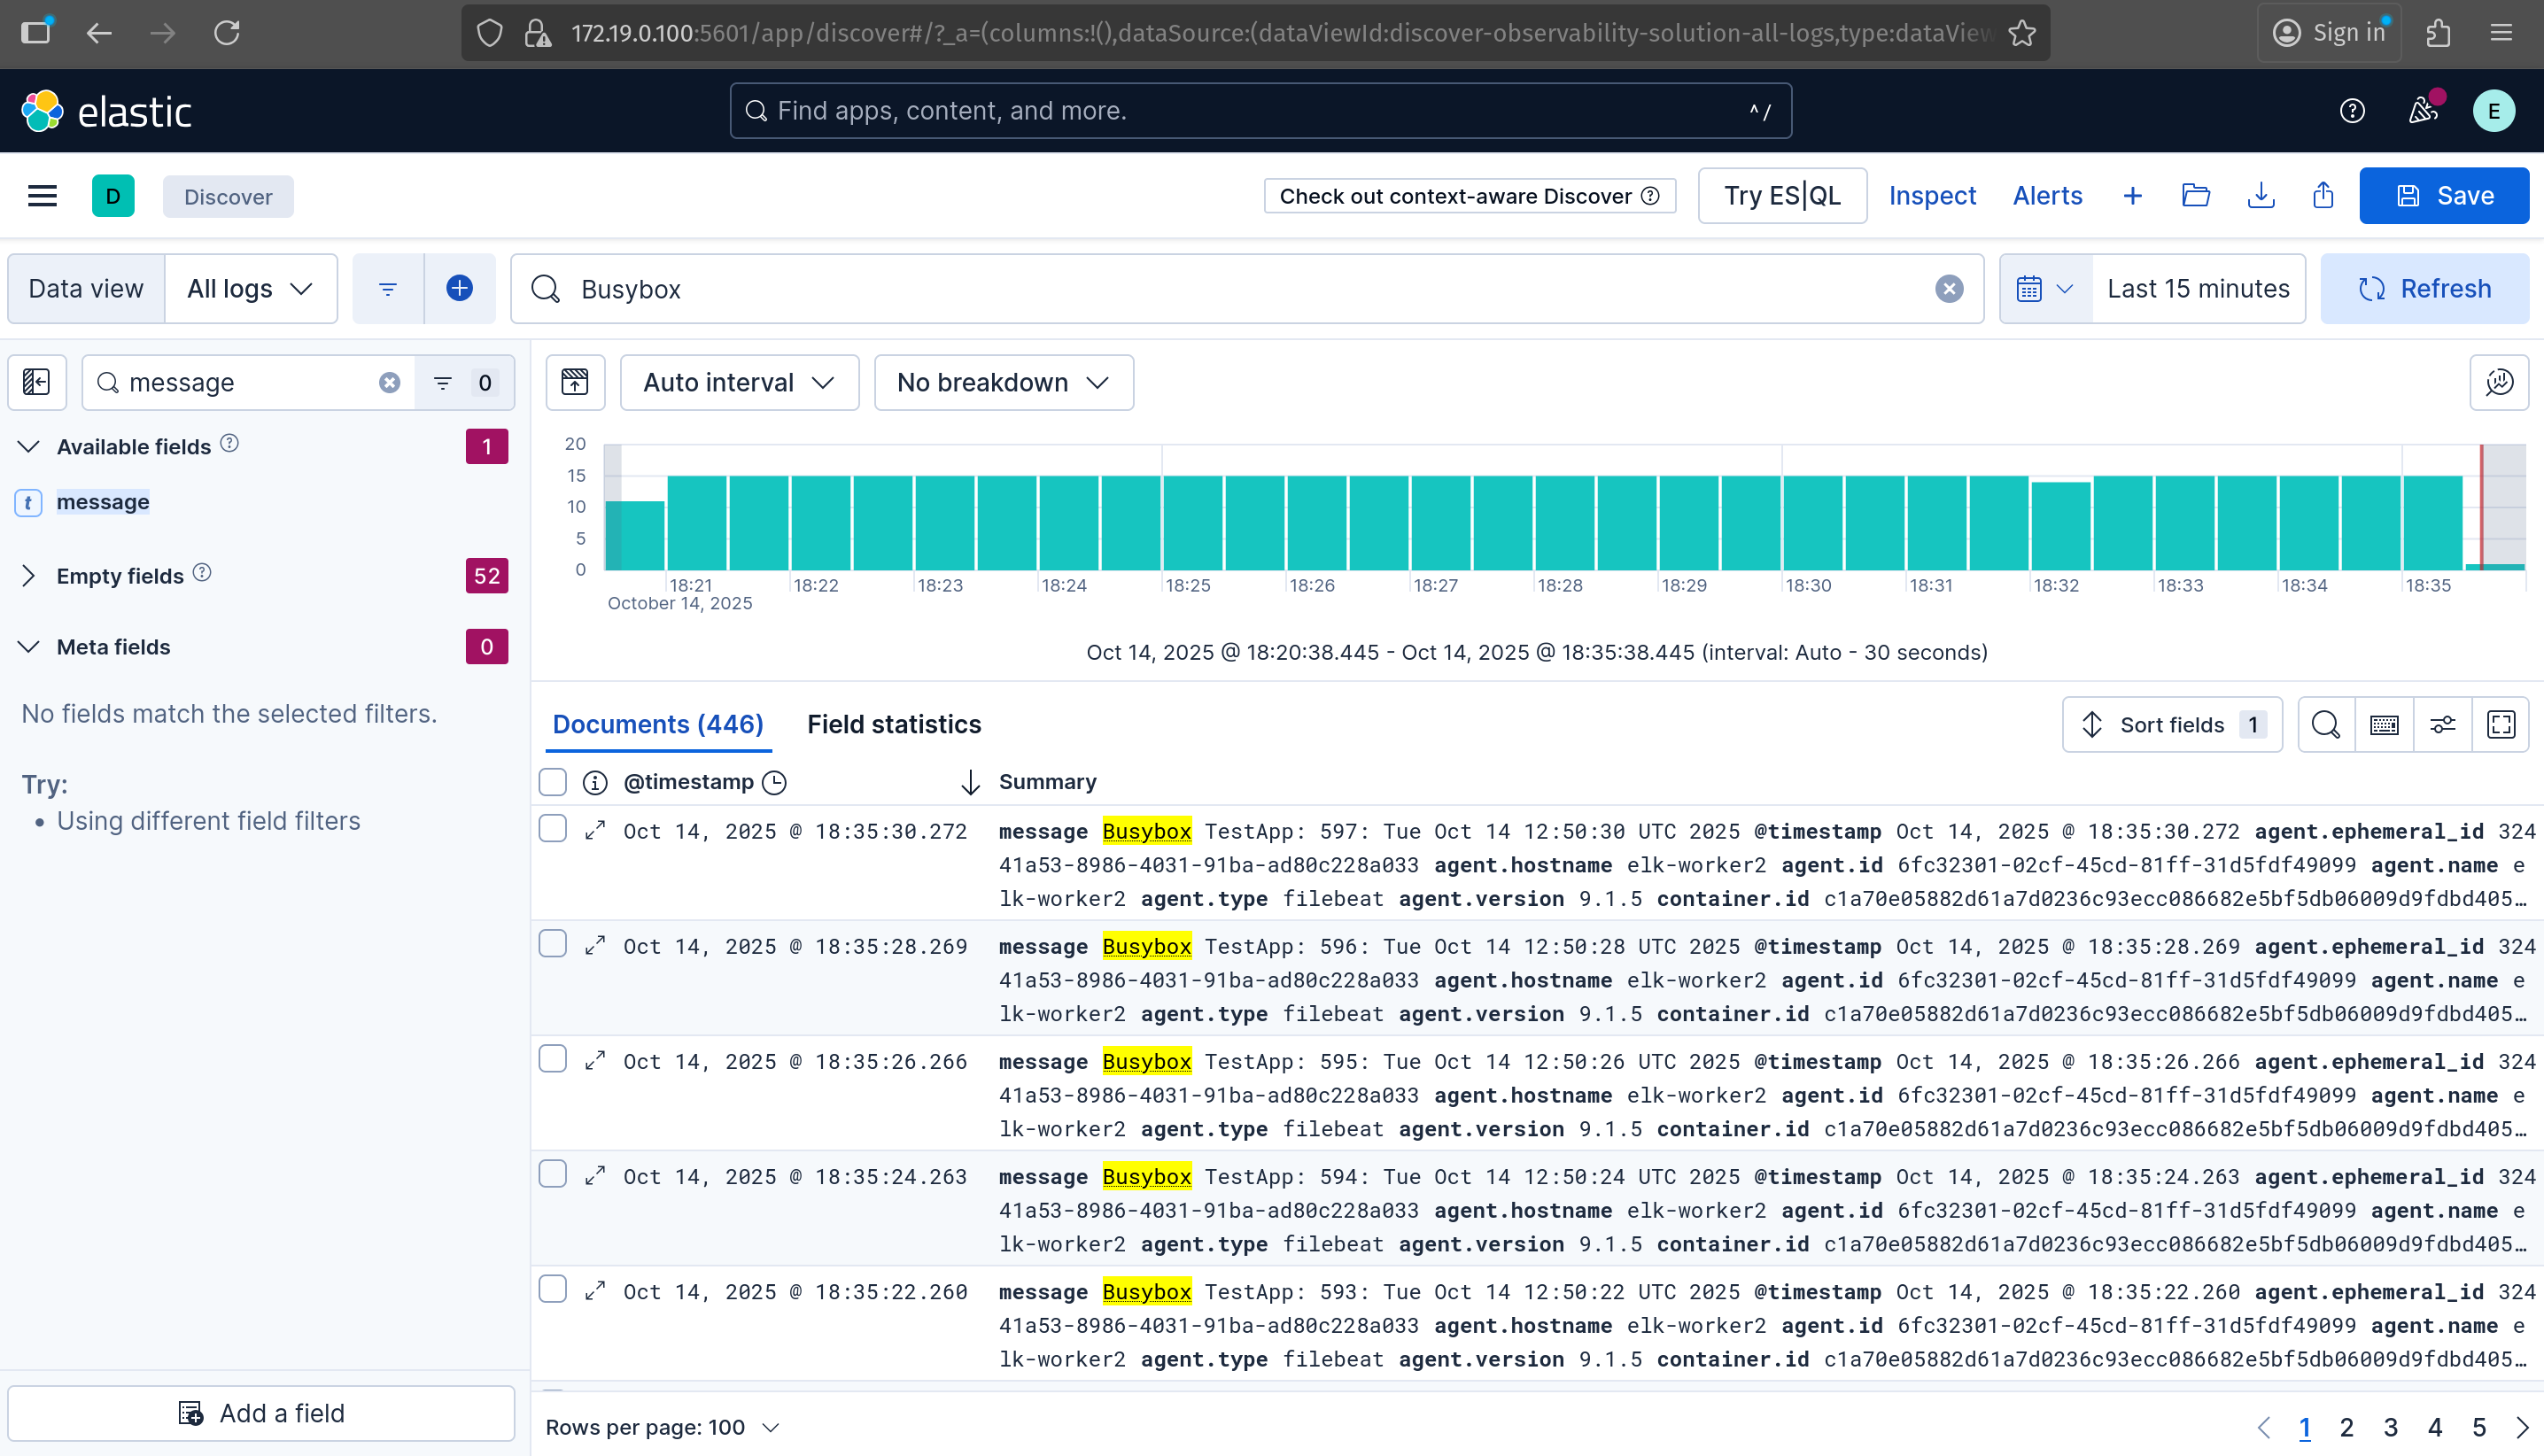 172.19.0.100:5601/app/discover#/?_a=(columns:!(),dataSource:(dataViewId:discover-observability-solution-all-logs,type:dataView
Sign in
elastic
Find apps, content, and more.
^ /
E
D
Discover
Check out context-aware Discover
Try ES|QL
Inspect
Alerts
Save
Data view
All logs
Busybox
Last 15 minutes
Refresh
message
0
Auto interval
No breakdown
Available fields
1
message
Empty fields
52
Meta fields
0
No fields match the selected filters.
Try:
• Using different field filters
Add a field
20
15
10
5
0
18:21 18:22 18:23 18:24 18:25 18:26 18:27 18:28 18:29 18:30 18:31 18:32 18:33 18:34 18:35
October 14, 2025
Oct 14, 2025 @ 18:20:38.445 - Oct 14, 2025 @ 18:35:38.445 (interval: Auto - 30 seconds)
Documents (446)
Field statistics
Sort fields 1
@timestamp
Summary
Oct 14, 2025 @ 18:35:30.272 message Busybox TestApp: 597: Tue Oct 14 12:50:30 UTC 2025 @timestamp Oct 14, 2025 @ 18:35:30.272 agent.ephemeral_id 324
41a53-8986-4031-91ba-ad80c228a033 agent.hostname elk-worker2 agent.id 6fc32301-02cf-45cd-81ff-31d5fdf49099 agent.name e
lk-worker2 agent.type filebeat agent.version 9.1.5 container.id c1a70e05882d61a7d0236c93ecc086682e5bf5db06009d9fdbd405…
Oct 14, 2025 @ 18:35:28.269 message Busybox TestApp: 596: Tue Oct 14 12:50:28 UTC 2025 @timestamp Oct 14, 2025 @ 18:35:28.269 agent.ephemeral_id 324
41a53-8986-4031-91ba-ad80c228a033 agent.hostname elk-worker2 agent.id 6fc32301-02cf-45cd-81ff-31d5fdf49099 agent.name e
lk-worker2 agent.type filebeat agent.version 9.1.5 container.id c1a70e05882d61a7d0236c93ecc086682e5bf5db06009d9fdbd405…
Oct 14, 2025 @ 18:35:26.266 message Busybox TestApp: 595: Tue Oct 14 12:50:26 UTC 2025 @timestamp Oct 14, 2025 @ 18:35:26.266 agent.ephemeral_id 324
41a53-8986-4031-91ba-ad80c228a033 agent.hostname elk-worker2 agent.id 6fc32301-02cf-45cd-81ff-31d5fdf49099 agent.name e
lk-worker2 agent.type filebeat agent.version 9.1.5 container.id c1a70e05882d61a7d0236c93ecc086682e5bf5db06009d9fdbd405…
Oct 14, 2025 @ 18:35:24.263 message Busybox TestApp: 594: Tue Oct 14 12:50:24 UTC 2025 @timestamp Oct 14, 2025 @ 18:35:24.263 agent.ephemeral_id 324
41a53-8986-4031-91ba-ad80c228a033 agent.hostname elk-worker2 agent.id 6fc32301-02cf-45cd-81ff-31d5fdf49099 agent.name e
lk-worker2 agent.type filebeat agent.version 9.1.5 container.id c1a70e05882d61a7d0236c93ecc086682e5bf5db06009d9fdbd405…
Oct 14, 2025 @ 18:35:22.260 message Busybox TestApp: 593: Tue Oct 14 12:50:22 UTC 2025 @timestamp Oct 14, 2025 @ 18:35:22.260 agent.ephemeral_id 324
41a53-8986-4031-91ba-ad80c228a033 agent.hostname elk-worker2 agent.id 6fc32301-02cf-45cd-81ff-31d5fdf49099 agent.name e
lk-worker2 agent.type filebeat agent.version 9.1.5 container.id c1a70e05882d61a7d0236c93ecc086682e5bf5db06009d9fdbd405…
Rows per page: 100
1 2 3 4 5